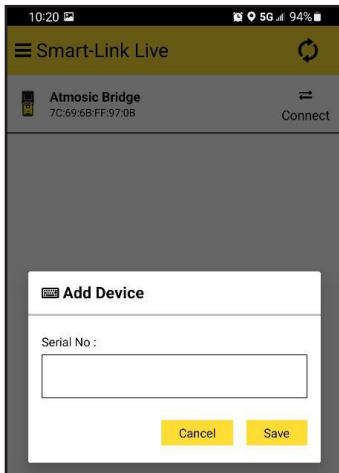 10:20 5G 94%
Smart-Link Live
Atmosic Bridge
7C:69:6B:FF:97:0B
Connect
Add Device
Serial No :
Cancel Save